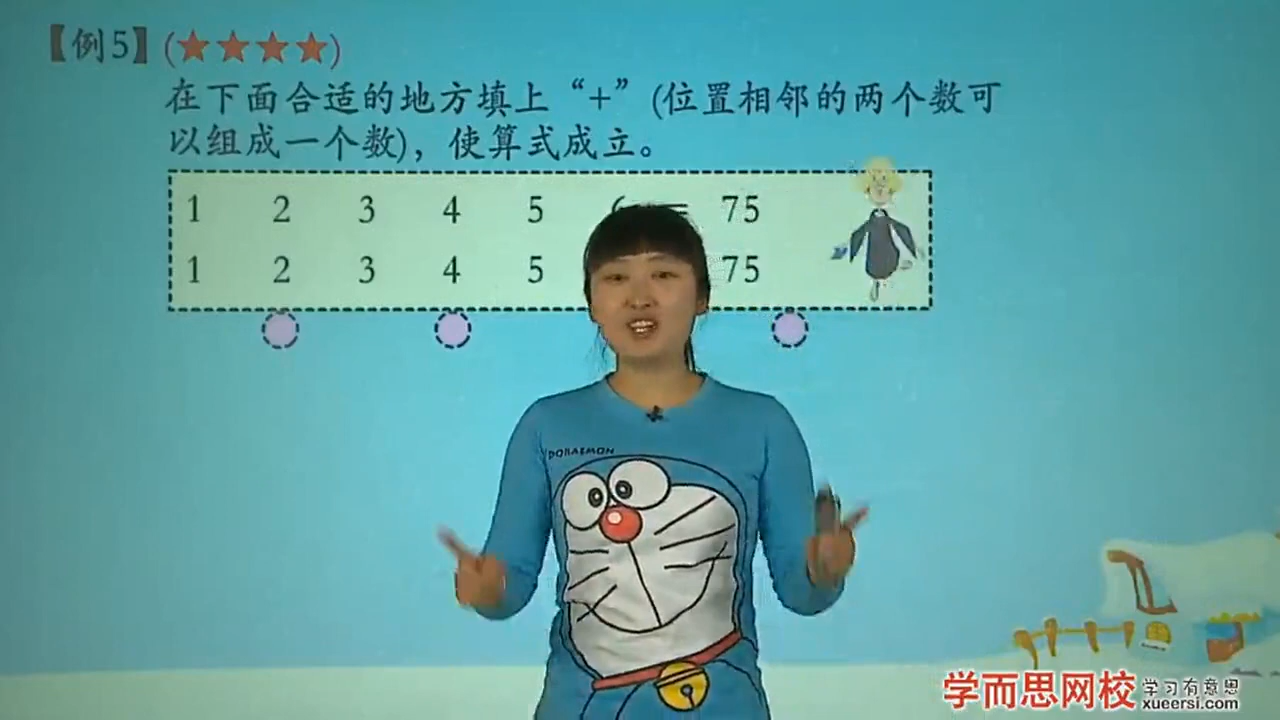 【例5】(★★★★)
在下面合适的地方填上“+”(位置相邻的两个数可
以组成一个数)，使算式成立。
1 2 3 4 5 6 = 75
1 2 3 4 5 75
DORAEMON
学而思网校 学习有意思
xueersi.com